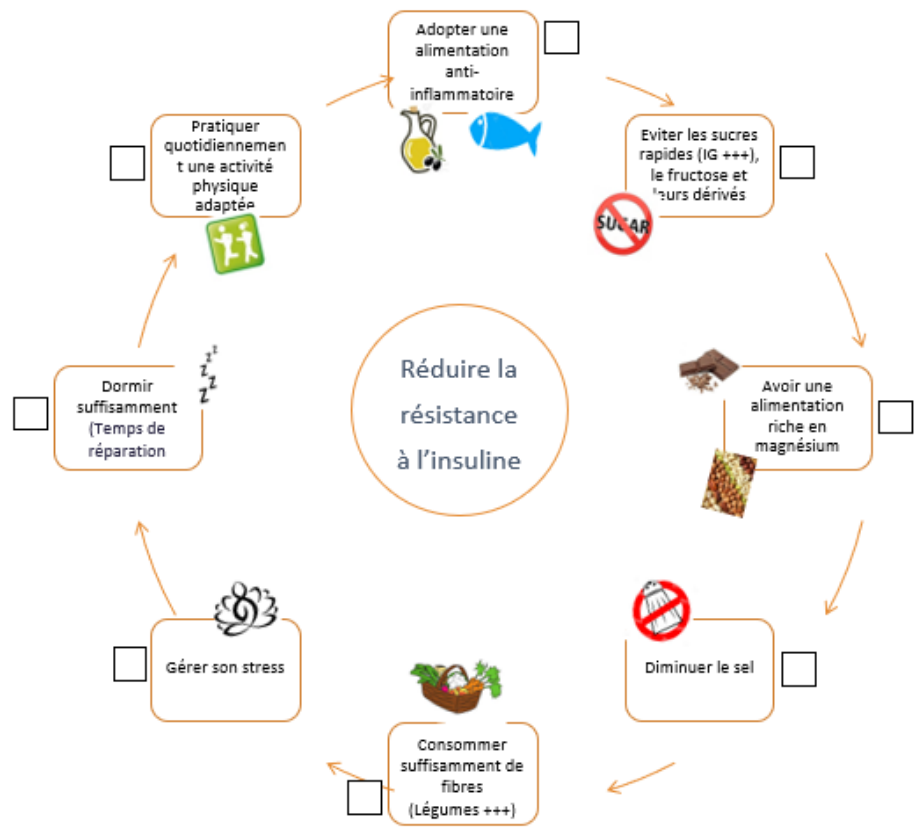 Adopter une
alimentation
anti-
inflammatoire
Eviter les sucres
rapides (IG +++),
le fructose et
leurs dérivés
SUGAR
Avoir une
alimentation
riche en
magnésium
Diminuer le sel
Consommer
suffisamment de
fibres
(Légumes +++)
Gérer son stress
Dormir
suffisamment
(Temps de
réparation
z z z z z
Pratiquer
quotidiennemen
t une activité
physique
adaptée
Réduire la
résistance
à l’insuline